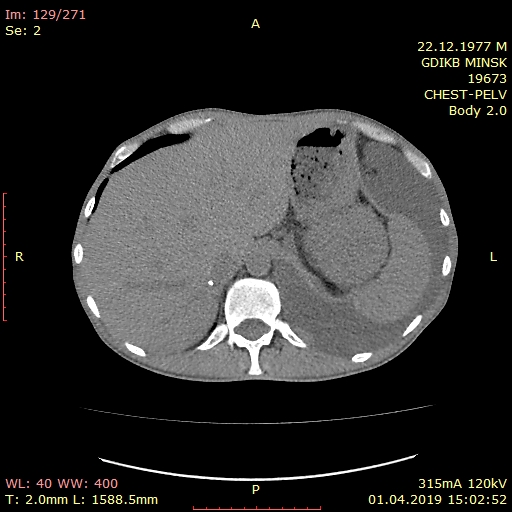 Im: 129/271
Se: 2
A
22.12.1977 M
GDIKB MINSK
19673
CHEST-PELV
Body 2.0
R
L
WL: 40 WW: 400
T: 2.0mm L: 1588.5mm
P
315mA 120kV
01.04.2019 15:02:52